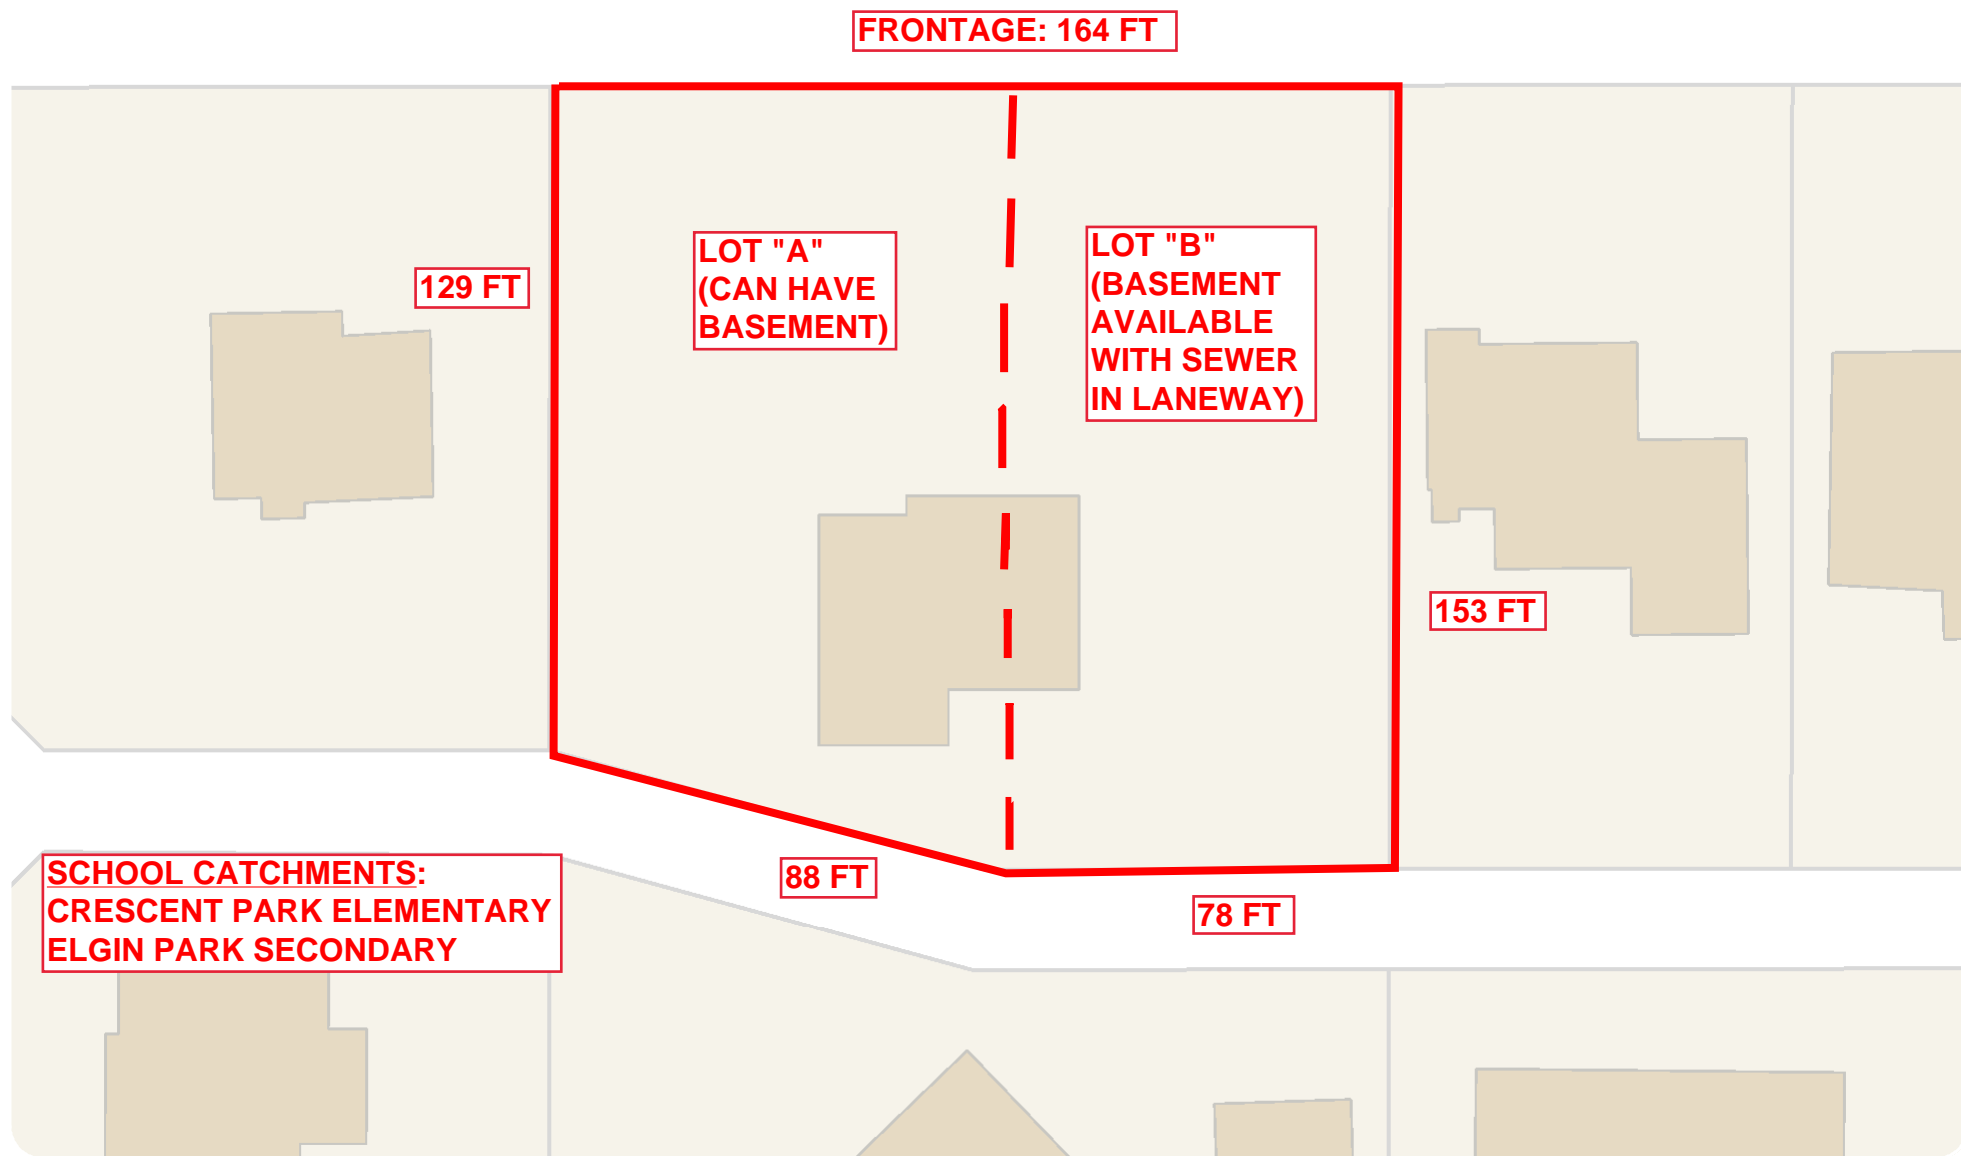 FRONTAGE: 164 FT
LOT "A"
(CAN HAVE
BASEMENT)
LOT "B"
(BASEMENT
AVAILABLE
WITH SEWER
IN LANEWAY)
129 FT
153 FT
88 FT
78 FT
SCHOOL CATCHMENTS:
CRESCENT PARK ELEMENTARY
ELGIN PARK SECONDARY